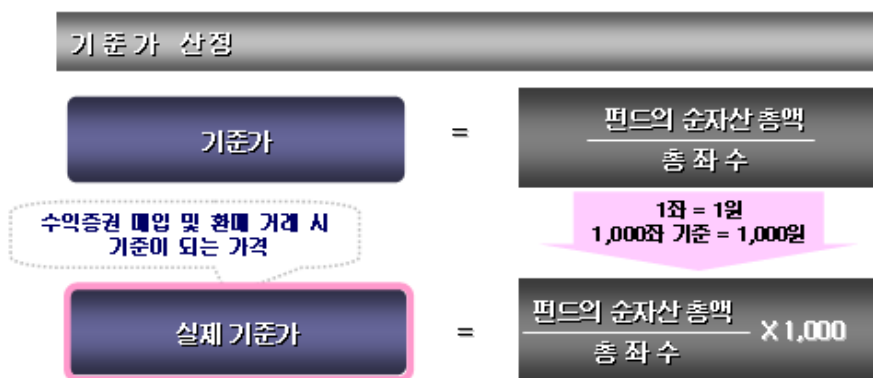 기 준 가  산정
기준가
=
펀드의 순자산 총액
총 좌 수
수익증권 매입 및 환매 거래 시
기준이 되는 가격
1좌 = 1원
1,000좌 기준 = 1,000원
실제 기준가
=
펀드의 순자산 총액
총 좌 수
X 1,000